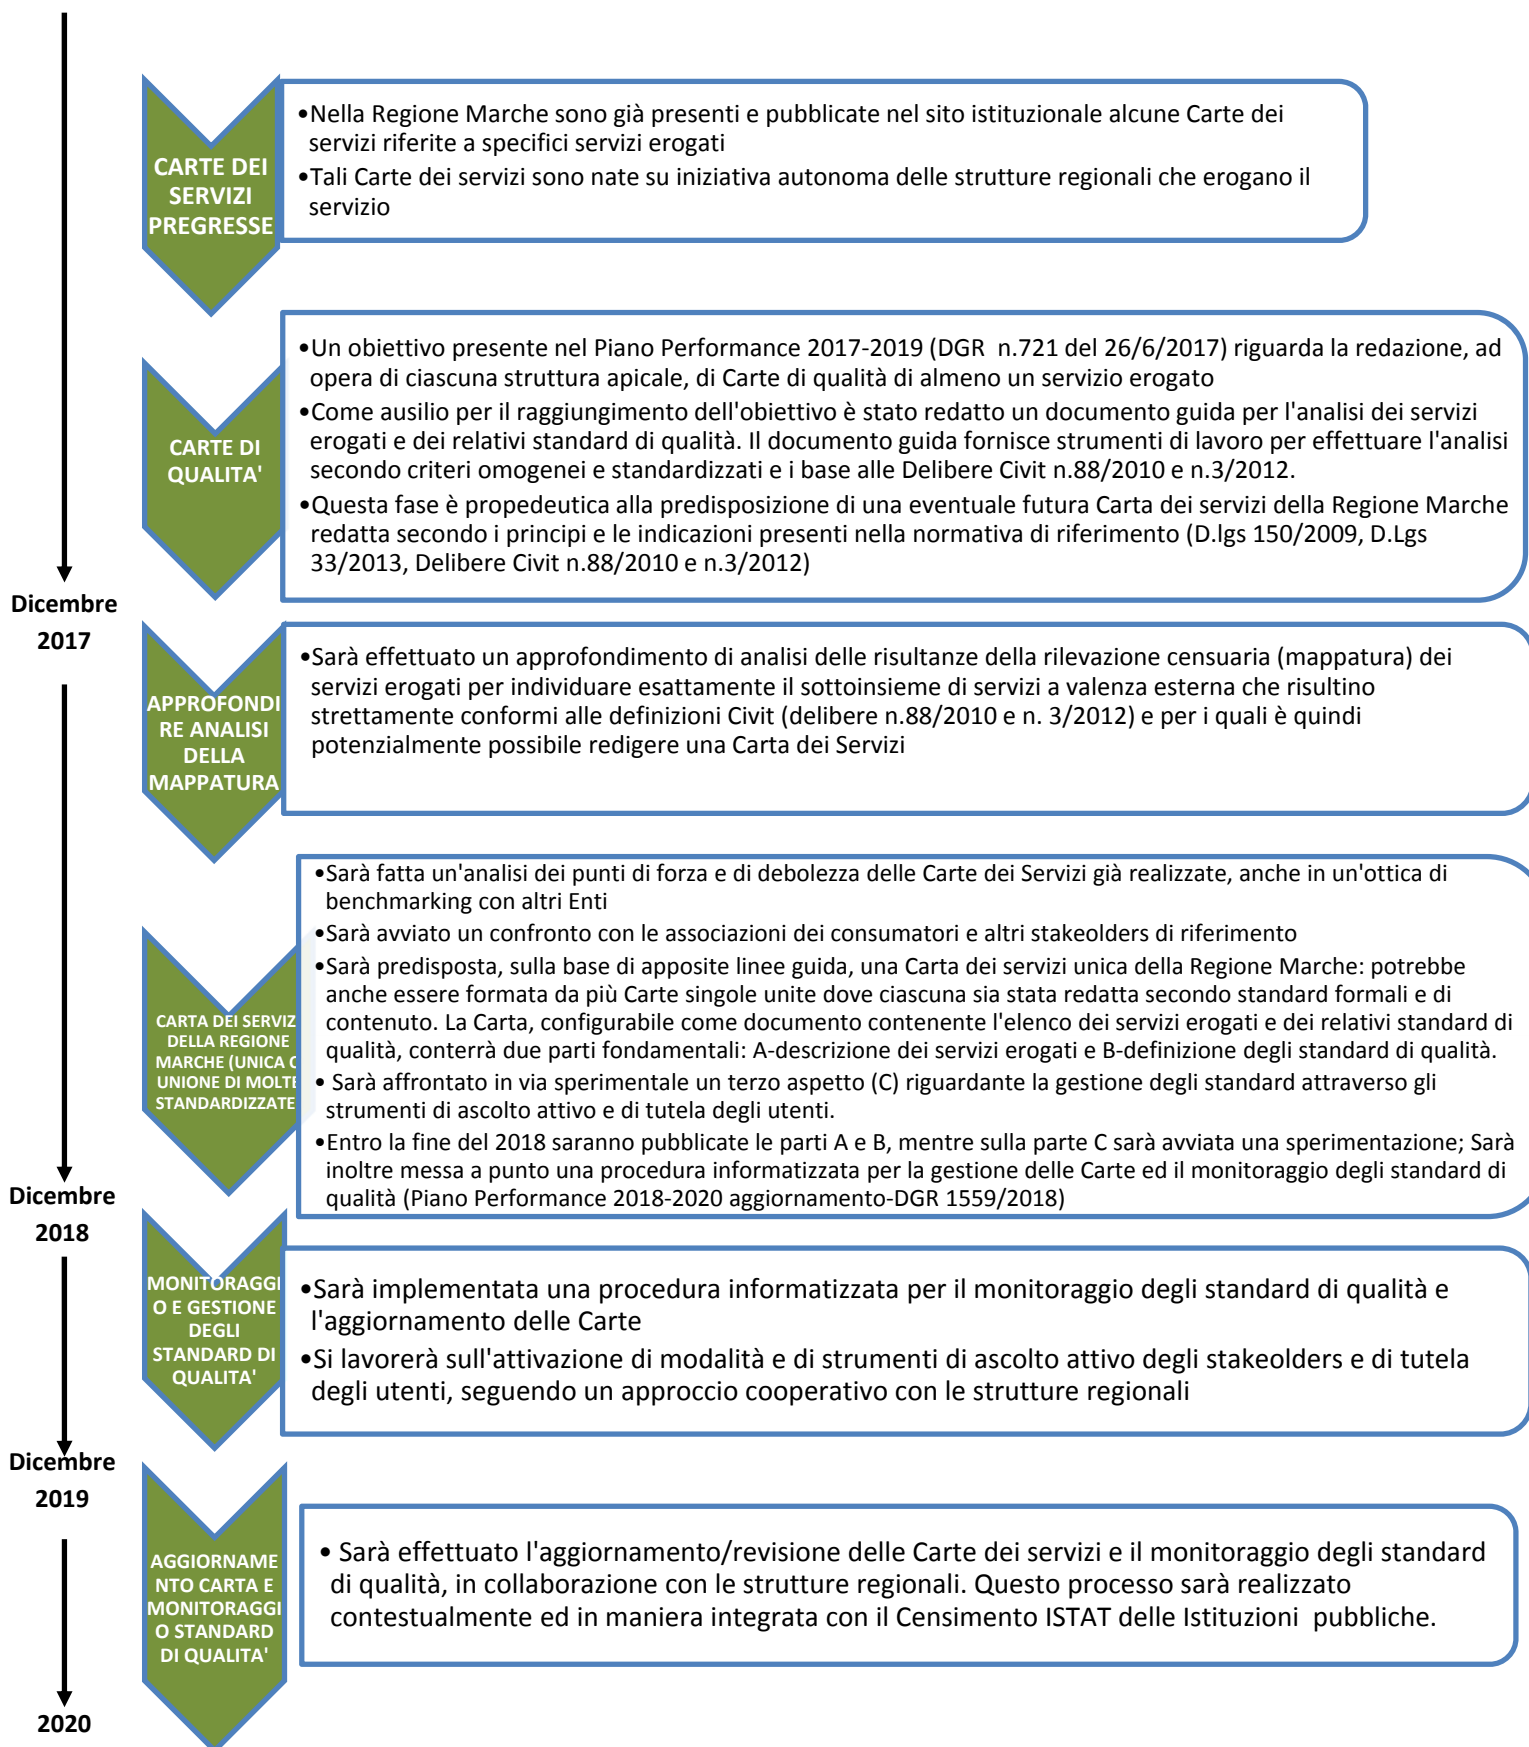 CARTE DEI
SERVIZI
PREGRESSE
•Nella Regione Marche sono già presenti e pubblicate nel sito istituzionale alcune Carte dei
servizi riferite a specifici servizi erogati
•Tali Carte dei servizi sono nate su iniziativa autonoma delle strutture regionali che erogano il
servizio
CARTE DI
QUALITA'
•Un obiettivo presente nel Piano Performance 2017-2019 (DGR n.721 del 26/6/2017) riguarda la redazione, ad
opera di ciascuna struttura apicale, di Carte di qualità di almeno un servizio erogato
•Come ausilio per il raggiungimento dell'obiettivo è stato redatto un documento guida per l'analisi dei servizi
erogati e dei relativi standard di qualità. Il documento guida fornisce strumenti di lavoro per effettuare l'analisi
secondo criteri omogenei e standardizzati e i base alle Delibere Civit n.88/2010 e n.3/2012.
•Questa fase è propedeutica alla predisposizione di una eventuale futura Carta dei servizi della Regione Marche
redatta secondo i principi e le indicazioni presenti nella normativa di riferimento (D.lgs 150/2009, D.Lgs
33/2013, Delibere Civit n.88/2010 e n.3/2012)
Dicembre
2017
APPROFONDI
RE ANALISI
DELLA
MAPPATURA
•Sarà effettuato un approfondimento di analisi delle risultanze della rilevazione censuaria (mappatura) dei
servizi erogati per individuare esattamente il sottoinsieme di servizi a valenza esterna che risultino
strettamente conformi alle definizioni Civit (delibere n.88/2010 e n. 3/2012) e per i quali è quindi
potenzialmente possibile redigere una Carta dei Servizi
CARTA DEI SERVIZ
DELLA REGIONE
MARCHE (UNICA O
UNIONE DI MOLTE
STANDARDIZZATE
•Sarà fatta un'analisi dei punti di forza e di debolezza delle Carte dei Servizi già realizzate, anche in un'ottica di
benchmarking con altri Enti
•Sarà avviato un confronto con le associazioni dei consumatori e altri stakeolders di riferimento
•Sarà predisposta, sulla base di apposite linee guida, una Carta dei servizi unica della Regione Marche: potrebbe
anche essere formata da più Carte singole unite dove ciascuna sia stata redatta secondo standard formali e di
contenuto. La Carta, configurabile come documento contenente l'elenco dei servizi erogati e dei relativi standard di
qualità, conterrà due parti fondamentali: A-descrizione dei servizi erogati e B-definizione degli standard di qualità.
• Sarà affrontato in via sperimentale un terzo aspetto (C) riguardante la gestione degli standard attraverso gli
strumenti di ascolto attivo e di tutela degli utenti.
•Entro la fine del 2018 saranno pubblicate le parti A e B, mentre sulla parte C sarà avviata una sperimentazione; Sarà
inoltre messa a punto una procedura informatizzata per la gestione delle Carte ed il monitoraggio degli standard di
qualità (Piano Performance 2018-2020 aggiornamento-DGR 1559/2018)
Dicembre
2018
MONITORAGGI
O E GESTIONE
DEGLI
STANDARD DI
QUALITA'
•Sarà implementata una procedura informatizzata per il monitoraggio degli standard di qualità e
l'aggiornamento delle Carte
•Si lavorerà sull'attivazione di modalità e di strumenti di ascolto attivo degli stakeolders e di tutela
degli utenti, seguendo un approccio cooperativo con le strutture regionali
Dicembre
2019
AGGIORNAME
NTO CARTA E
MONITORAGGI
O STANDARD
DI QUALITA'
• Sarà effettuato l'aggiornamento/revisione delle Carte dei servizi e il monitoraggio degli standard
di qualità, in collaborazione con le strutture regionali. Questo processo sarà realizzato
contestualmente ed in maniera integrata con il Censimento ISTAT delle Istituzioni pubbliche.
2020